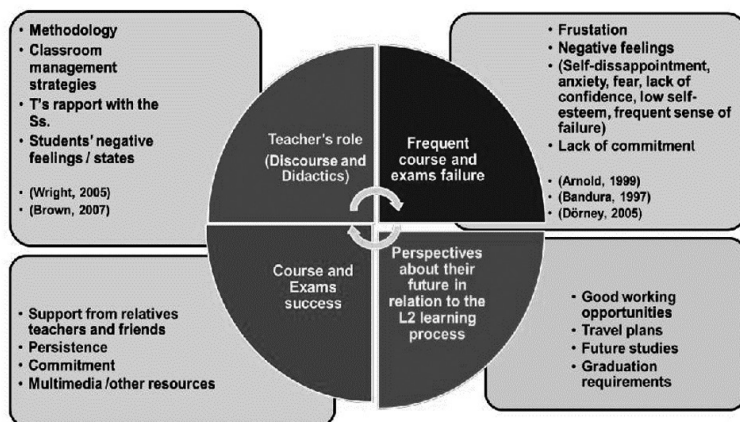 • Methodology
• Classroom
management
strategies
• T's rapport with the
Ss.
• Students' negative
feelings / states
• (Wright, 2005)
• (Brown, 2007)
Teacher's role
(Discourse and
Didactics)
Frequent
course and
exams failure
• Frustation
• Negative feelings
• (Self-dissappointment,
anxiety, fear, lack of
confidence, low self-
esteem, frequent sense of
failure)
• Lack of commitment
• (Arnold, 1999)
• (Bandura, 1997)
• (Dörney, 2005)
• Support from relatives
teachers and friends
• Persistence
• Commitment
• Multimedia /other resources
Course and
Exams
success
Perspectives
about their
future in
relation to the
L2 learning
process
• Good working
opportunities
• Travel plans
• Future studies
• Graduation
requirements